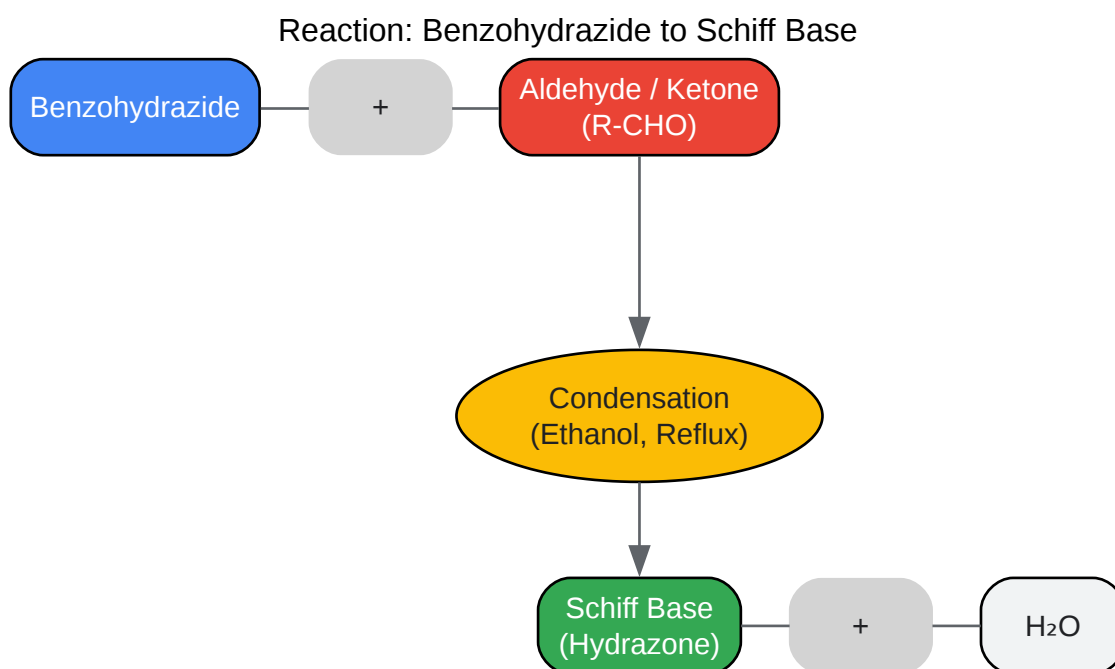 Reaction: Benzohydrazide to Schiff Base
Benzohydrazide
+
Aldehyde / Ketone
(R-CHO)
Condensation
(Ethanol, Reflux)
Schiff Base
(Hydrazone)
+
H₂O